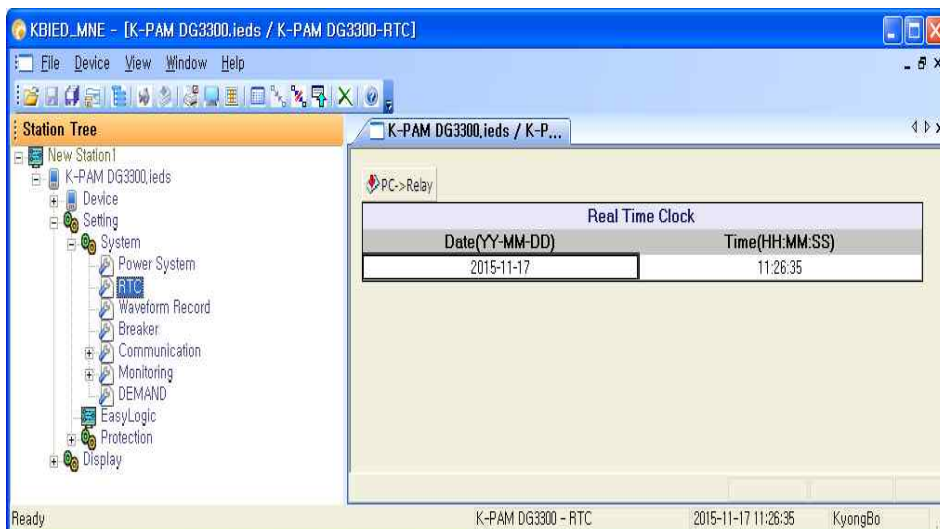 KBIED_MNE - [K-PAM DG3300.ieds / K-PAM DG3300-RTC]
File Device View Window Help
Station Tree
K-PAM DG3300.ieds / K-P...
New Station1
K-PAM DG3300.ieds
Device
Setting
System
Power System
RTC
Waveform Record
Breaker
Communication
Monitoring
DEMAND
EasyLogic
Protection
Display
PC->Relay
Real Time Clock
Date(YY-MM-DD) Time(HH:MM:SS)
2015-11-17 11:26:35
Ready K-PAM DG3300 - RTC 2015-11-17 11:26:35 KyongBo